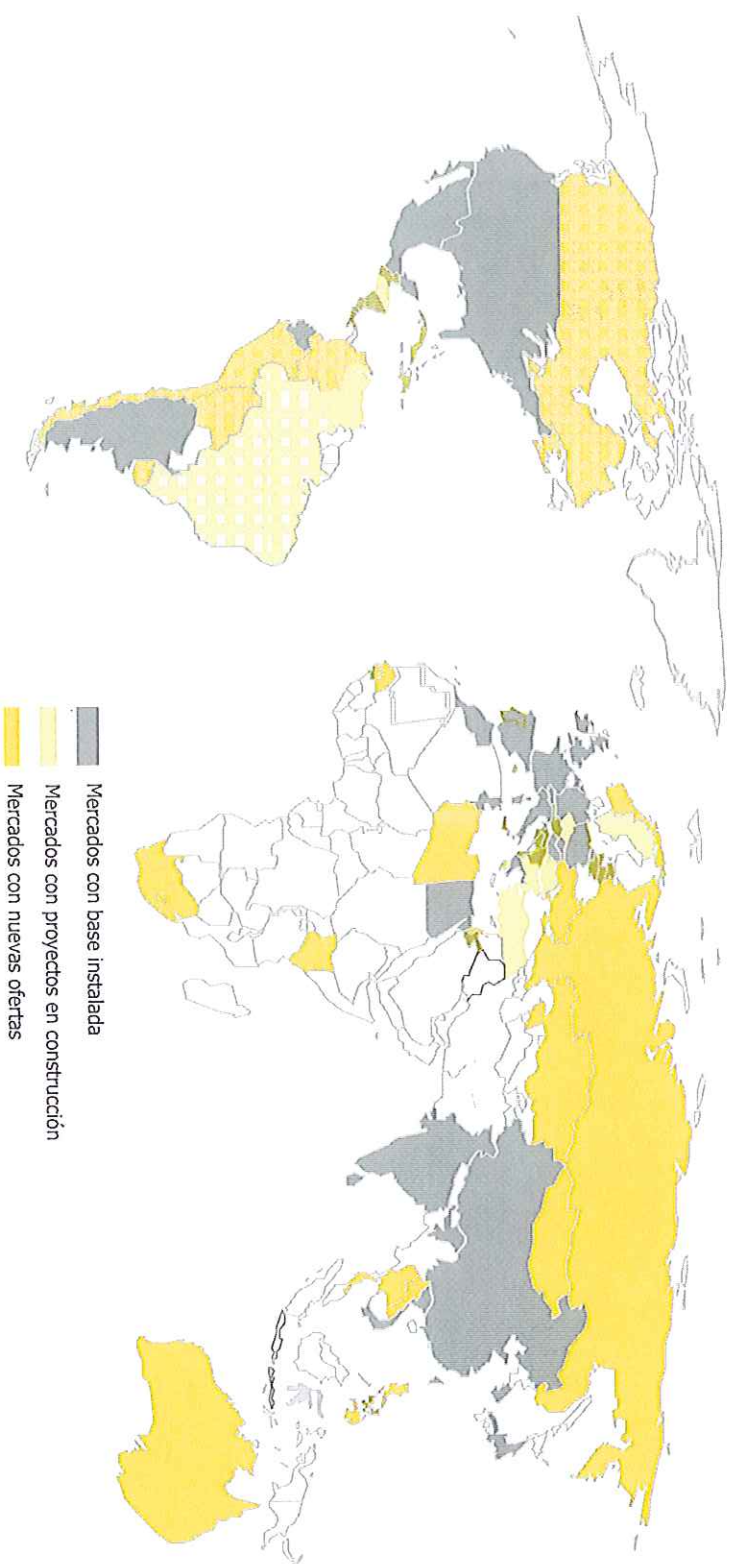 Mercados con base instalada
Mercados con proyectos en construcción
Mercados con nuevas ofertas